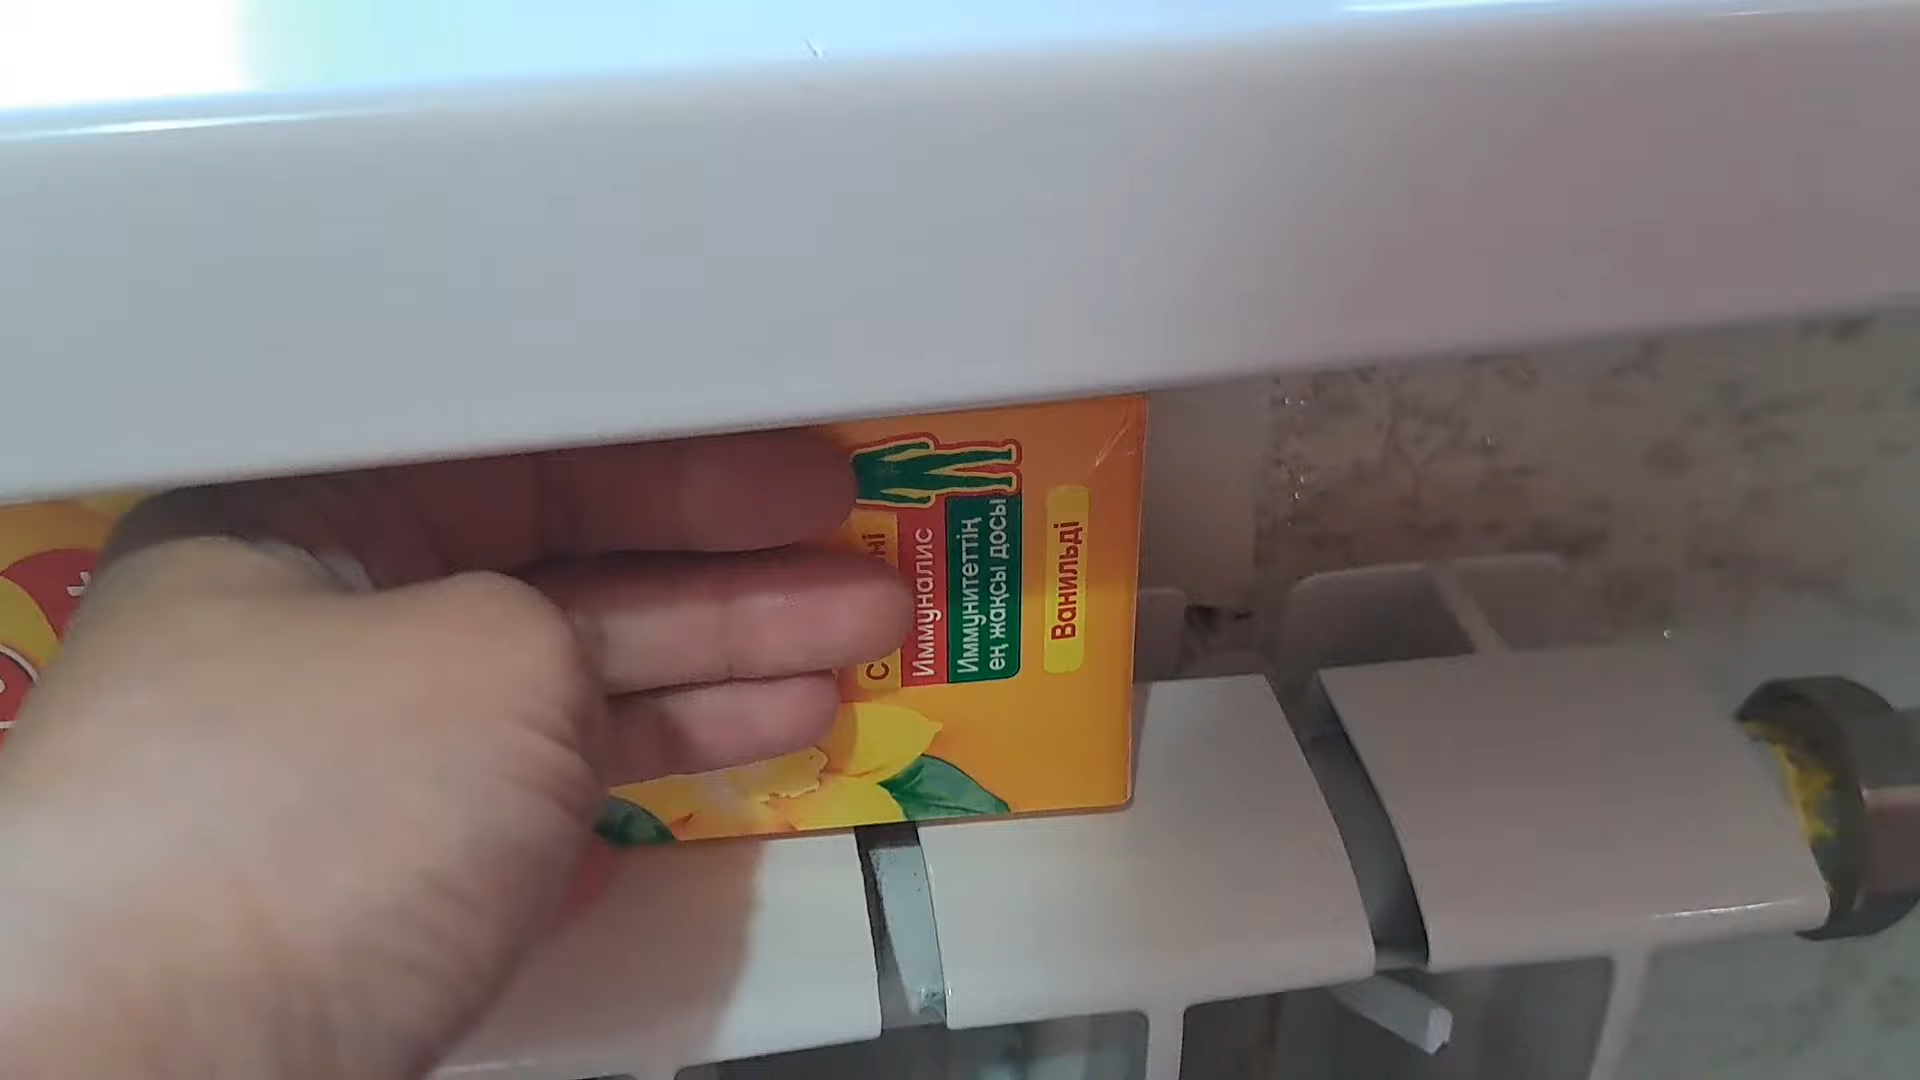 Иммуналис
Иммунитеттің
ең жақсы досы
Ванильді